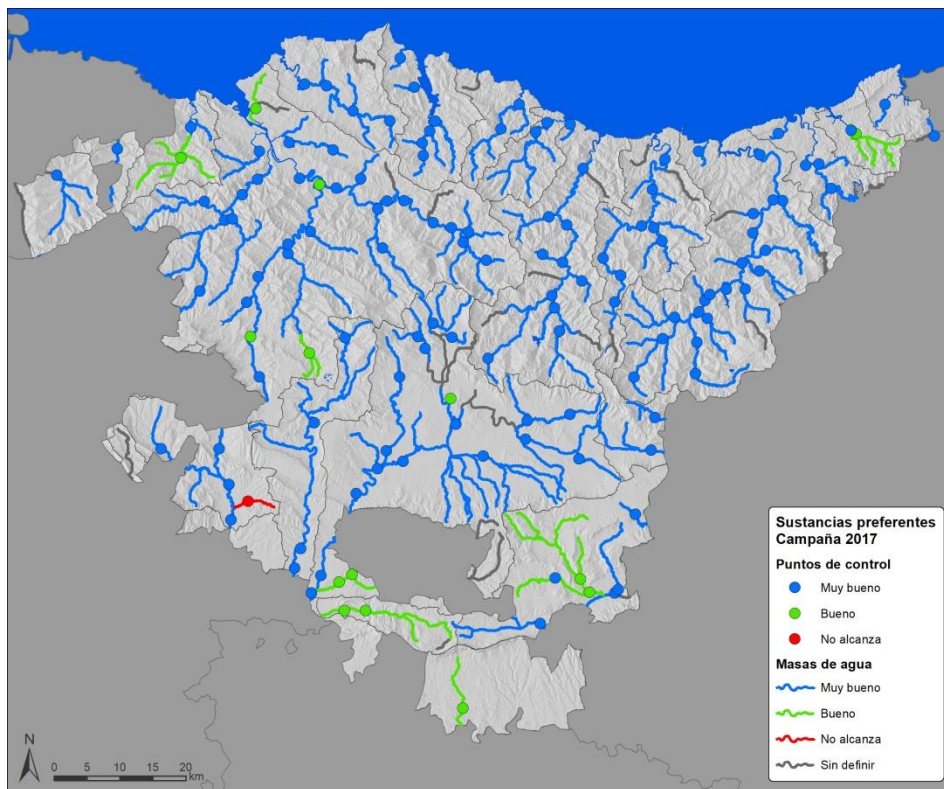 Sustancias preferentes
Campaña 2017
Puntos de control
Muy bueno
Bueno
No alcanza
Masas de agua
Muy bueno
Bueno
No alcanza
Sin definir
N
0 5 10 15 20
km